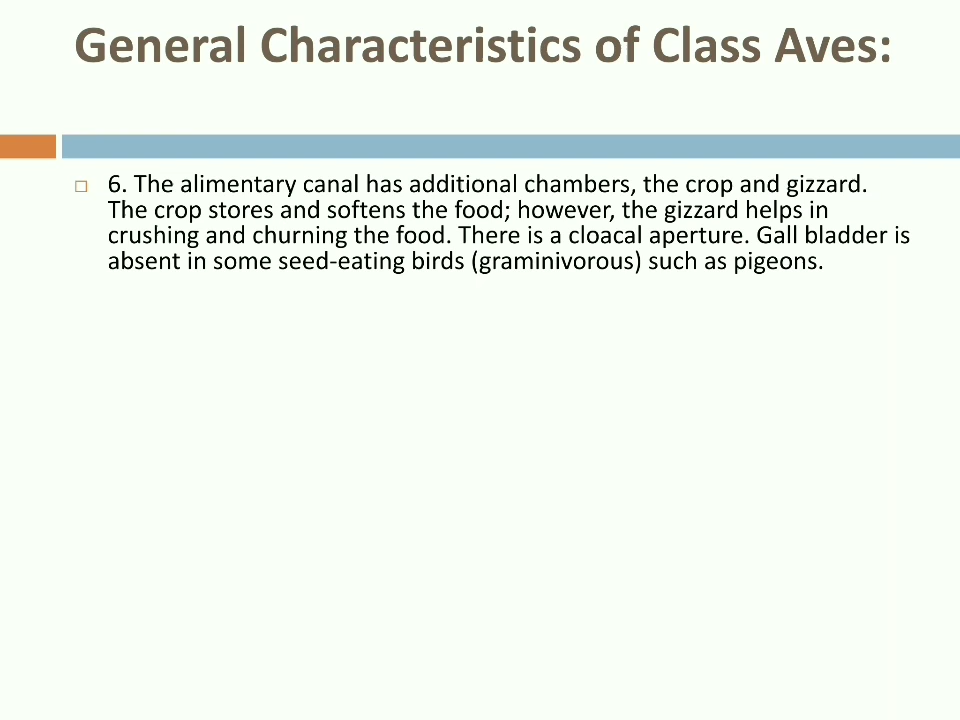 General Characteristics of Class Aves:
6. The alimentary canal has additional chambers, the crop and gizzard.
The crop stores and softens the food; however, the gizzard helps in
crushing and churning the food. There is a cloacal aperture. Gall bladder is
absent in some seed-eating birds (graminivorous) such as pigeons.